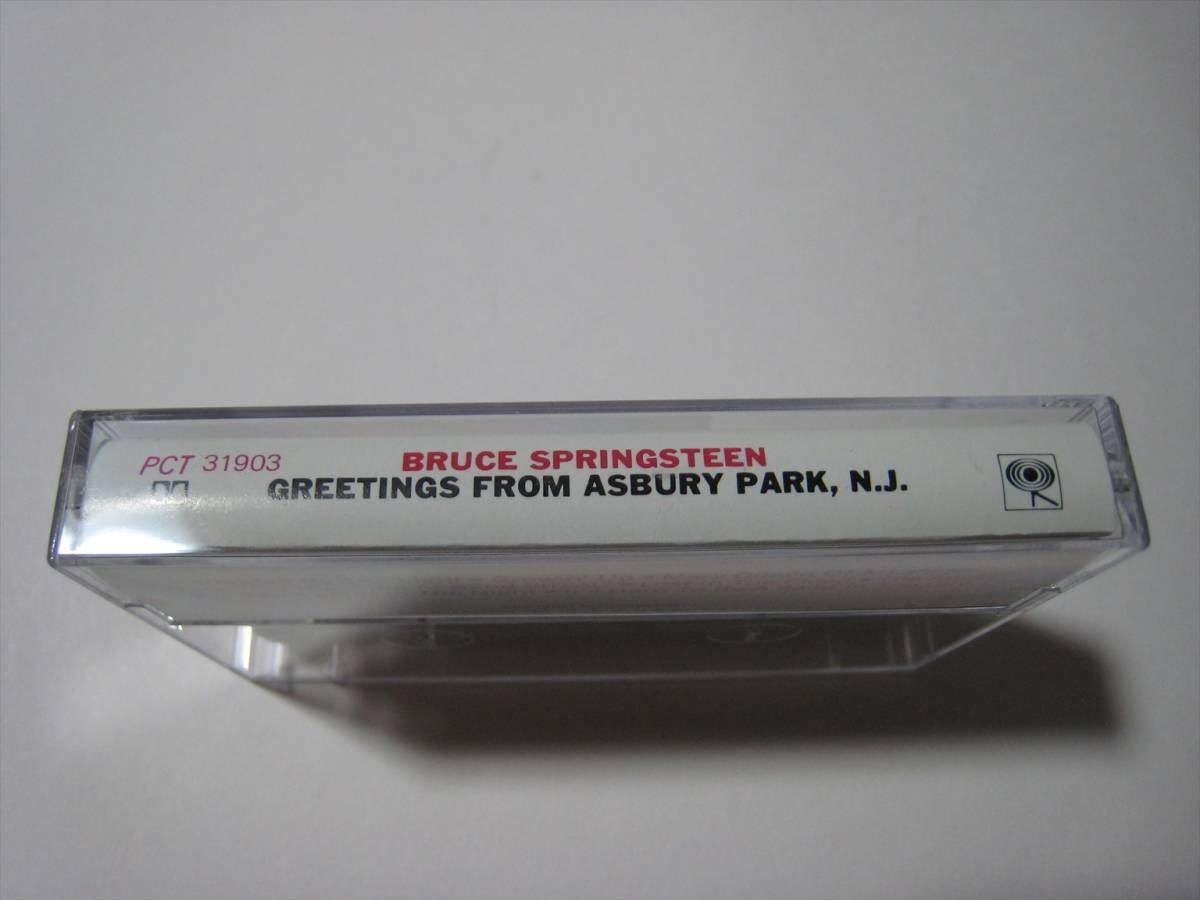 PCT 31903
BRUCE SPRINGSTEEN
GREETINGS FROM ASBURY PARK, N.J.